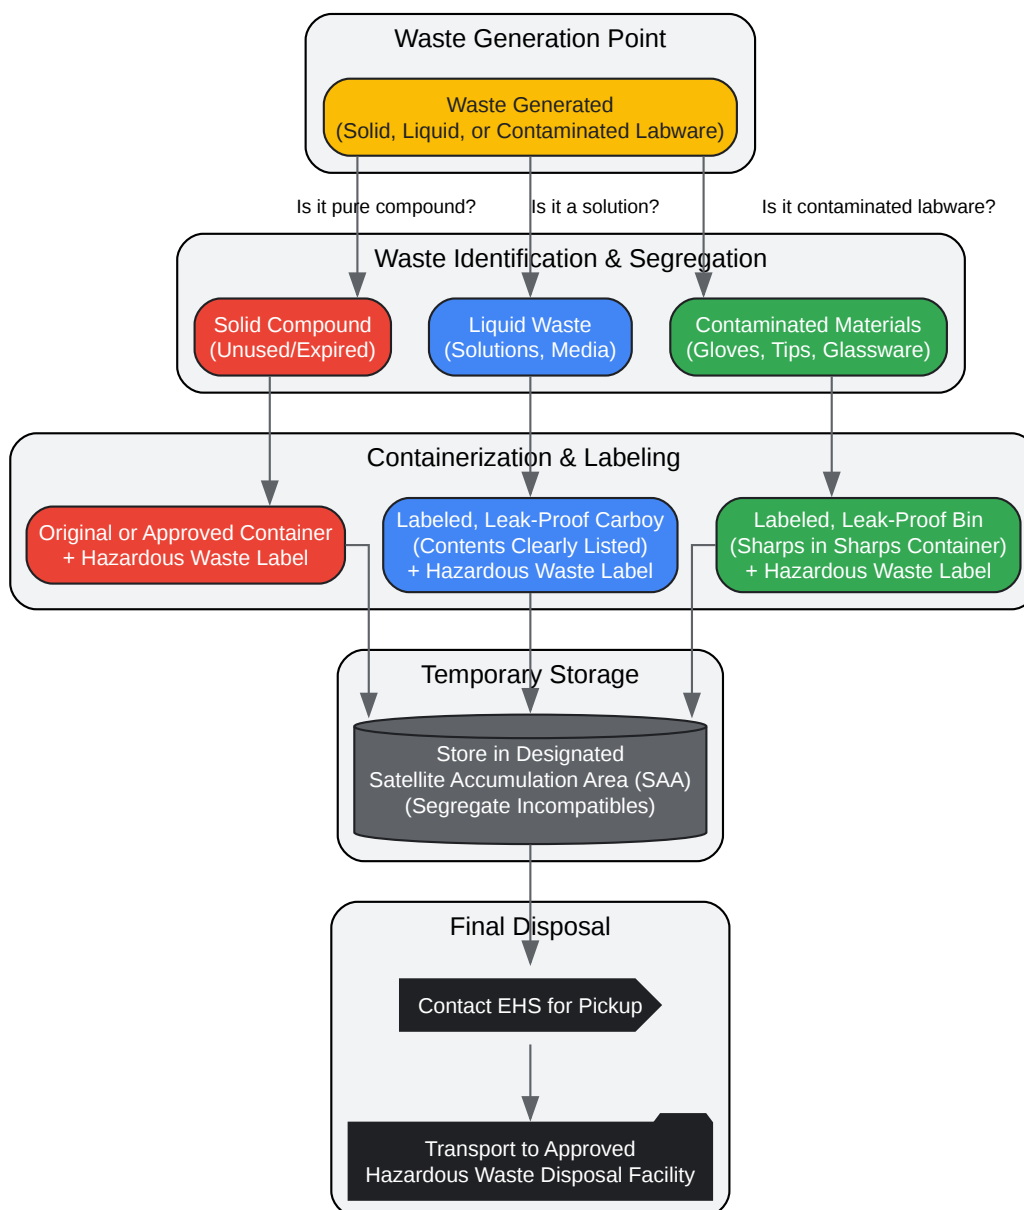 Waste Generation Point
Waste Generated
(Solid, Liquid, or Contaminated Labware)
Is it pure compound?
Is it a solution?
Is it contaminated labware?
Waste Identification & Segregation
Solid Compound
(Unused/Expired)
Liquid Waste
(Solutions, Media)
Contaminated Materials
(Gloves, Tips, Glassware)
Containerization & Labeling
Original or Approved Container
+ Hazardous Waste Label
Labeled, Leak-Proof Carboy
(Contents Clearly Listed)
+ Hazardous Waste Label
Labeled, Leak-Proof Bin
(Sharps in Sharps Container)
+ Hazardous Waste Label
Temporary Storage
Store in Designated
Satellite Accumulation Area (SAA)
(Segregate Incompatibles)
Final Disposal
Contact EHS for Pickup
Transport to Approved
Hazardous Waste Disposal Facility